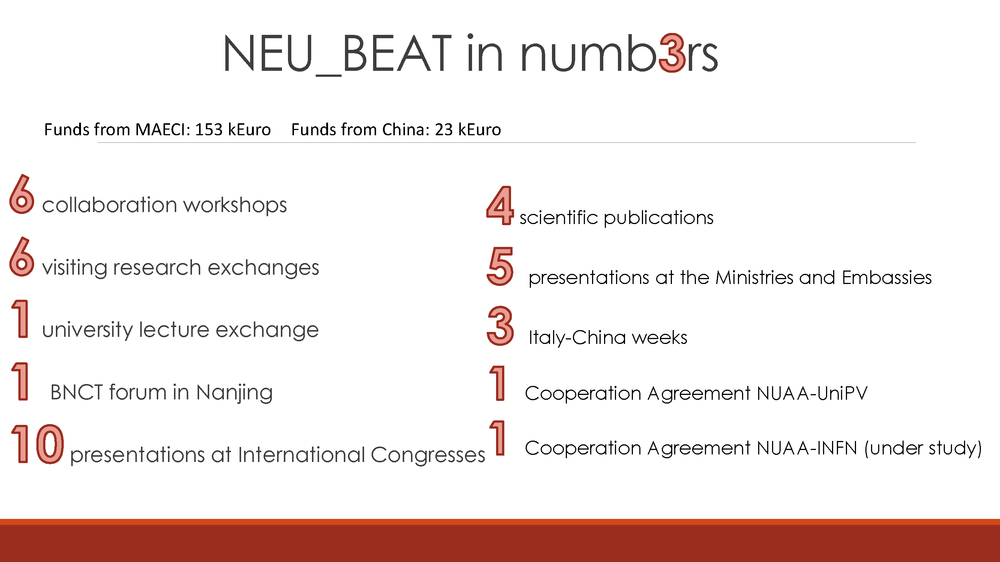 NEU_BEAT in numb3rs
Funds from MAECI: 153 kEuro Funds from China: 23 kEuro
6 collaboration workshops
6 visiting research exchanges
1 university lecture exchange
1 BNCT forum in Nanjing
10 presentations at International Congresses
4 scientific publications
5 presentations at the Ministries and Embassies
3 Italy-China weeks
1 Cooperation Agreement NUAA-UniPV
1 Cooperation Agreement NUAA-INFN (under study)